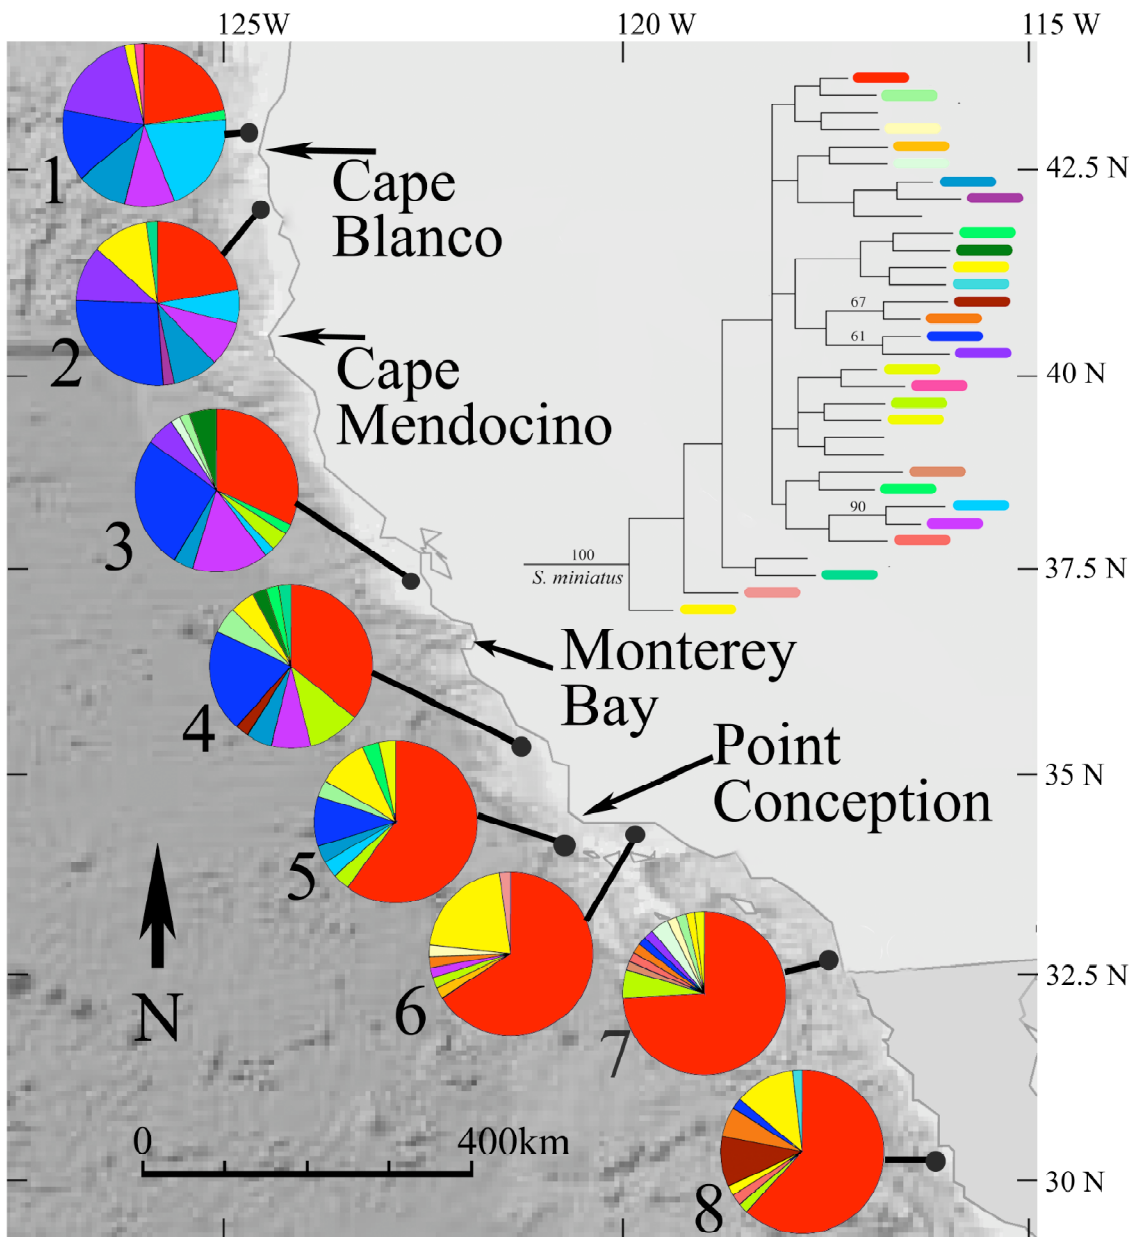 125W
120 W
115 W
1
Cape
Blanco
42.5 N
2
Cape
Mendocino
67
61
40 N
3
90
100
S. miniatus
37.5 N
4
Monterey
Bay
Point
Conception
35 N
5
6
7
32.5 N
N
0
400km
8
30 N